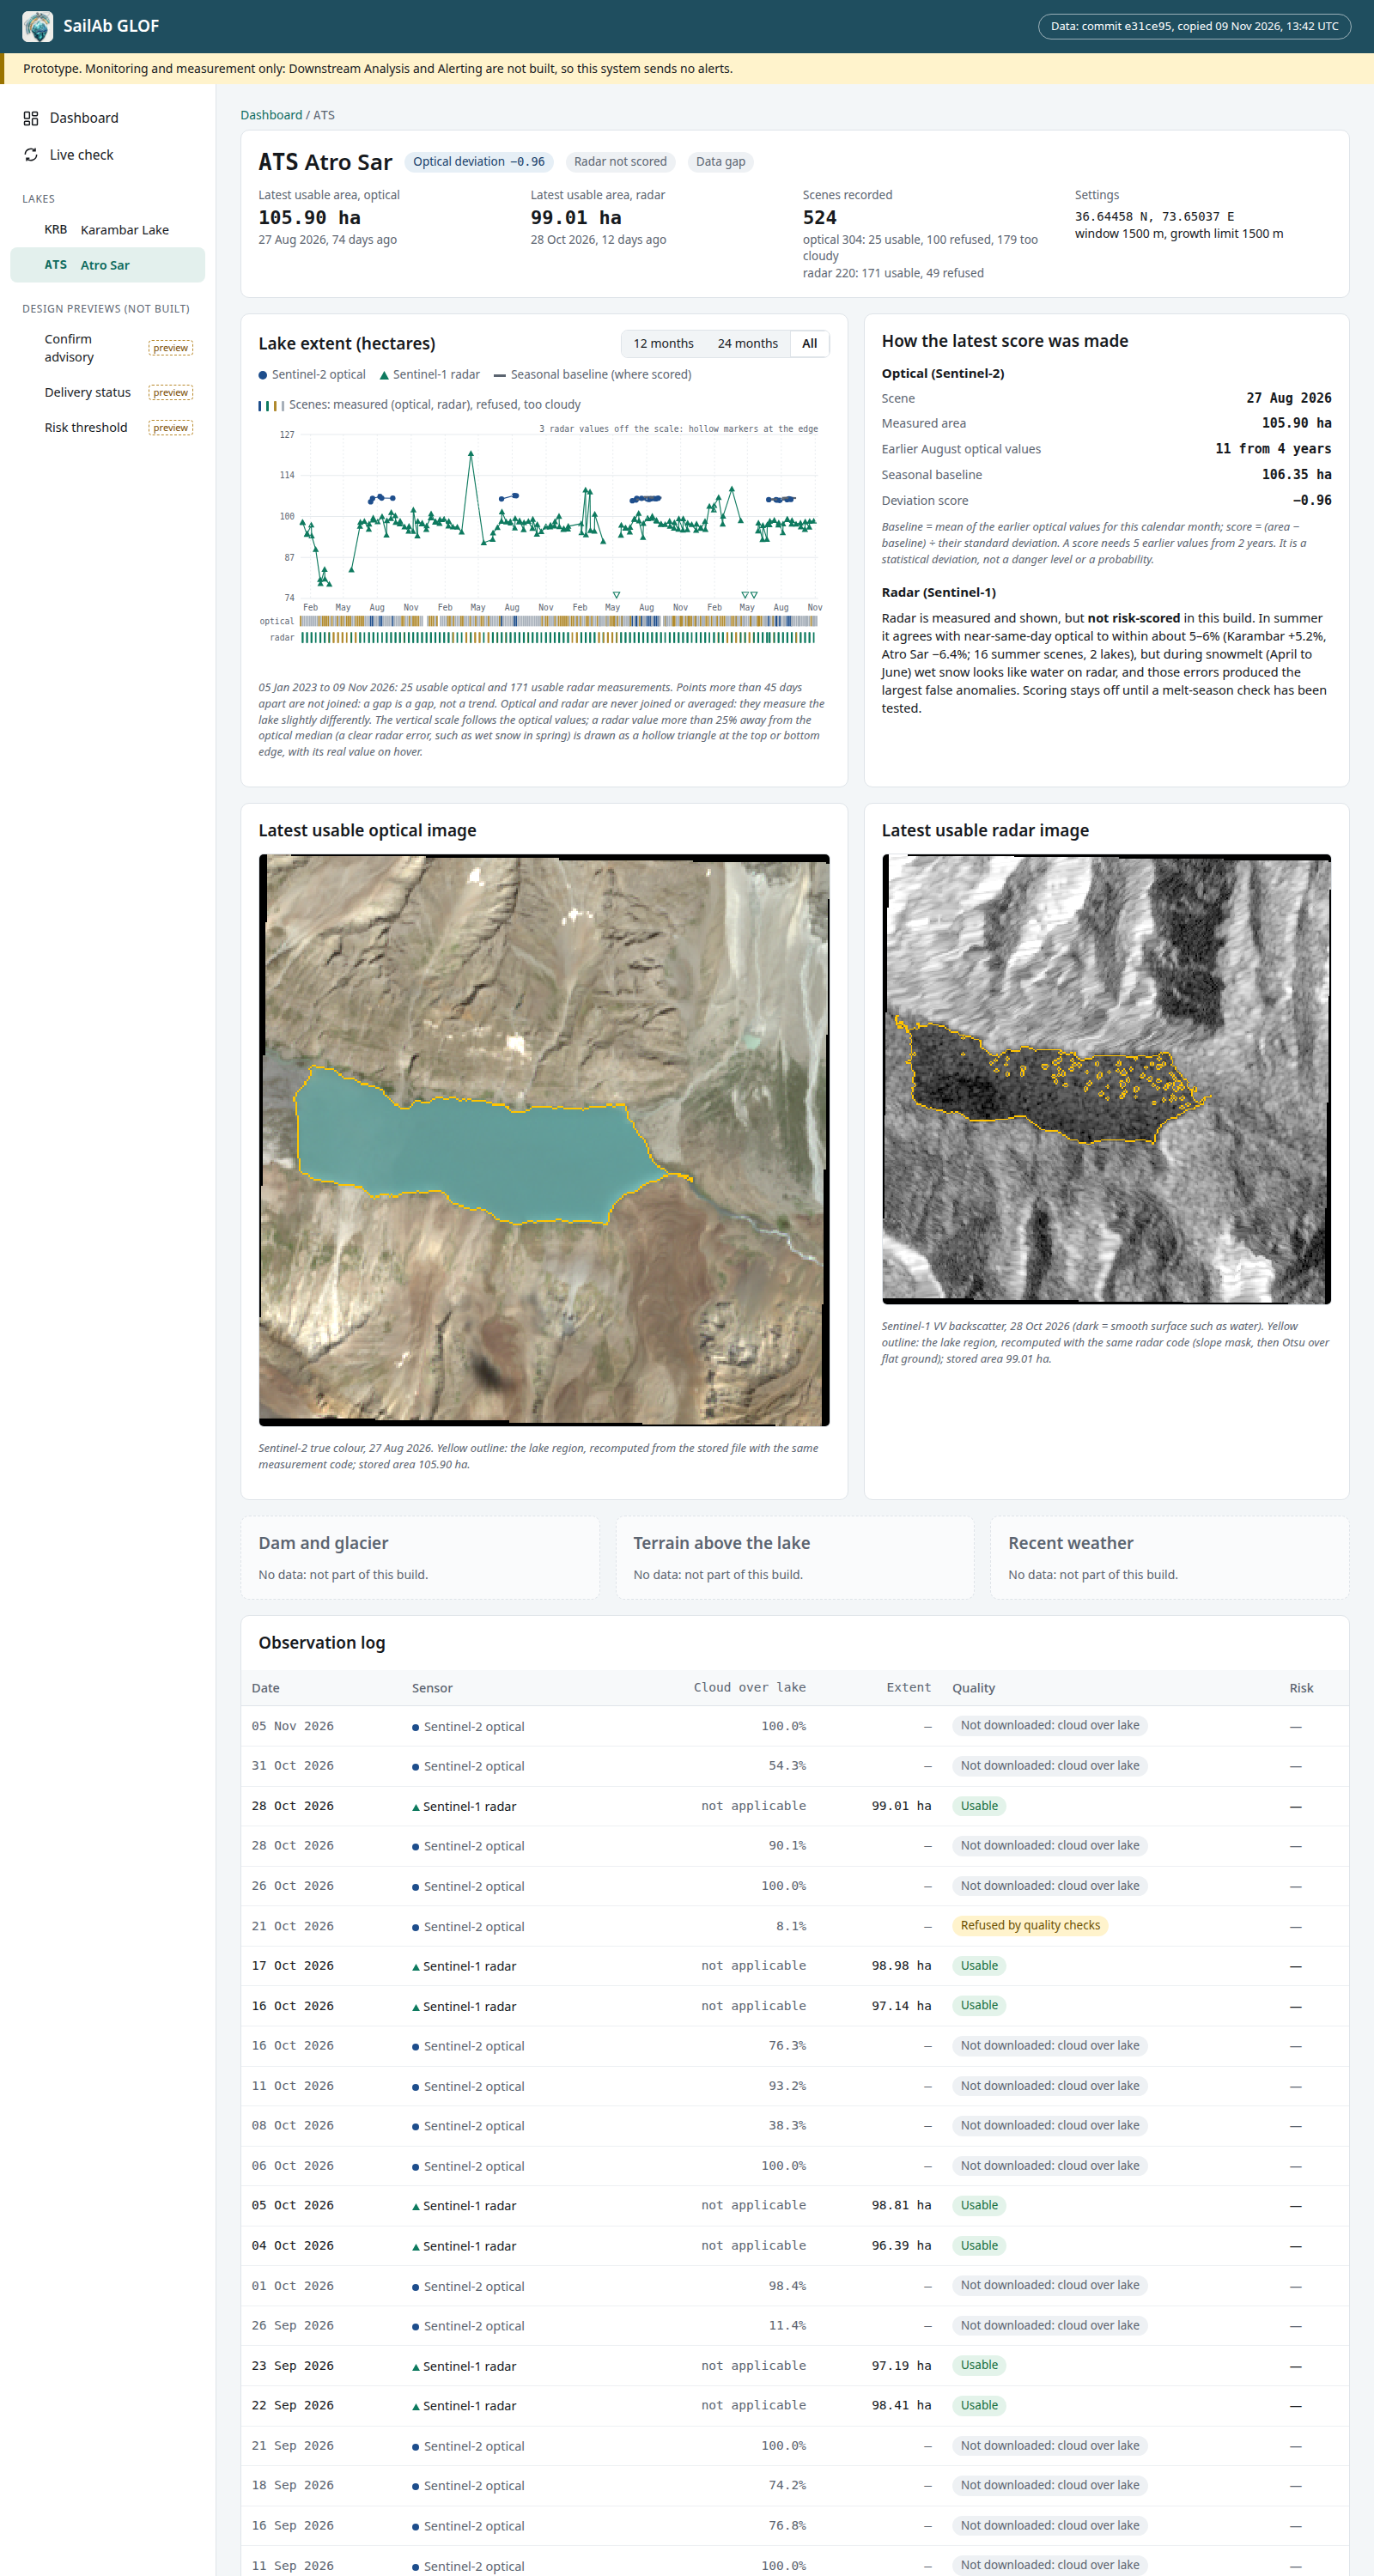 SailAb GLOF
Data: commit e31ce95, copied 09 Nov 2026, 13:42 UTC
Prototype. Monitoring and measurement only: Downstream Analysis and Alerting are not built, so this system sends no alerts.
Dashboard
Live check
LAKES
KRB Karambar Lake
ATS Atro Sar
DESIGN PREVIEWS (NOT BUILT)
Confirm
advisory
preview
Delivery status preview
Risk threshold preview
Dashboard / ATS
ATS Atro Sar Optical deviation −0.96 Radar not scored Data gap
Latest usable area, optical
105.90 ha
27 Aug 2026, 74 days ago
Latest usable area, radar
99.01 ha
28 Oct 2026, 12 days ago
Scenes recorded
524
optical 304: 25 usable, 100 refused, 179 too
cloudy
radar 220: 171 usable, 49 refused
Settings
36.64458 N, 73.65037 E
window 1500 m, growth limit 1500 m
Lake extent (hectares)
12 months 24 months All
Sentinel-2 optical Sentinel-1 radar Seasonal baseline (where scored)
Scenes: measured (optical, radar), refused, too cloudy
3 radar values off the scale: hollow markers at the edge
127
114
100
87
74
Feb May Aug Nov Feb May Aug Nov Feb May Aug Nov Feb May Aug Nov
optical
radar
05 Jan 2023 to 09 Nov 2026: 25 usable optical and 171 usable radar measurements. Points more than 45 days
apart are not joined: a gap is a gap, not a trend. Optical and radar are never joined or averaged: they measure the
lake slightly differently. The vertical scale follows the optical values; a radar value more than 25% away from the
optical median (a clear radar error, such as wet snow in spring) is drawn as a hollow triangle at the top or bottom
edge, with its real value on hover.
How the latest score was made
Optical (Sentinel-2)
Scene 27 Aug 2026
Measured area 105.90 ha
Earlier August optical values 11 from 4 years
Seasonal baseline 106.35 ha
Deviation score −0.96
Baseline = mean of the earlier optical values for this calendar month; score = (area −
baseline) ÷ their standard deviation. A score needs 5 earlier values from 2 years. It is a
statistical deviation, not a danger level or a probability.
Radar (Sentinel-1)
Radar is measured and shown, but not risk-scored in this build. In summer
it agrees with near-same-day optical to within about 5–6% (Karambar +5.2%,
Atro Sar −6.4%; 16 summer scenes, 2 lakes), but during snowmelt (April to
June) wet snow looks like water on radar, and those errors produced the
largest false anomalies. Scoring stays off until a melt-season check has been
tested.
Latest usable optical image
Sentinel-2 true colour, 27 Aug 2026. Yellow outline: the lake region, recomputed from the stored file with the same
measurement code; stored area 105.90 ha.
Latest usable radar image
Sentinel-1 VV backscatter, 28 Oct 2026 (dark = smooth surface such as water). Yellow
outline: the lake region, recomputed with the same radar code (slope mask, then Otsu over
flat ground); stored area 99.01 ha.
Dam and glacier
No data: not part of this build.
Terrain above the lake
No data: not part of this build.
Recent weather
No data: not part of this build.
Observation log
Date Sensor Cloud over lake Extent Quality Risk
05 Nov 2026 Sentinel-2 optical 100.0% — Not downloaded: cloud over lake —
31 Oct 2026 Sentinel-2 optical 54.3% — Not downloaded: cloud over lake —
28 Oct 2026 Sentinel-1 radar not applicable 99.01 ha Usable —
28 Oct 2026 Sentinel-2 optical 90.1% — Not downloaded: cloud over lake —
26 Oct 2026 Sentinel-2 optical 100.0% — Not downloaded: cloud over lake —
21 Oct 2026 Sentinel-2 optical 8.1% — Refused by quality checks —
17 Oct 2026 Sentinel-1 radar not applicable 98.98 ha Usable —
16 Oct 2026 Sentinel-1 radar not applicable 97.14 ha Usable —
16 Oct 2026 Sentinel-2 optical 76.3% — Not downloaded: cloud over lake —
11 Oct 2026 Sentinel-2 optical 93.2% — Not downloaded: cloud over lake —
08 Oct 2026 Sentinel-2 optical 38.3% — Not downloaded: cloud over lake —
06 Oct 2026 Sentinel-2 optical 100.0% — Not downloaded: cloud over lake —
05 Oct 2026 Sentinel-1 radar not applicable 98.81 ha Usable —
04 Oct 2026 Sentinel-1 radar not applicable 96.39 ha Usable —
01 Oct 2026 Sentinel-2 optical 98.4% — Not downloaded: cloud over lake —
26 Sep 2026 Sentinel-2 optical 11.4% — Not downloaded: cloud over lake —
23 Sep 2026 Sentinel-1 radar not applicable 97.19 ha Usable —
22 Sep 2026 Sentinel-1 radar not applicable 98.41 ha Usable —
21 Sep 2026 Sentinel-2 optical 100.0% — Not downloaded: cloud over lake —
18 Sep 2026 Sentinel-2 optical 74.2% — Not downloaded: cloud over lake —
16 Sep 2026 Sentinel-2 optical 76.8% — Not downloaded: cloud over lake —
11 Sep 2026 Sentinel-2 optical 100.0% — Not downloaded: cloud over lake —